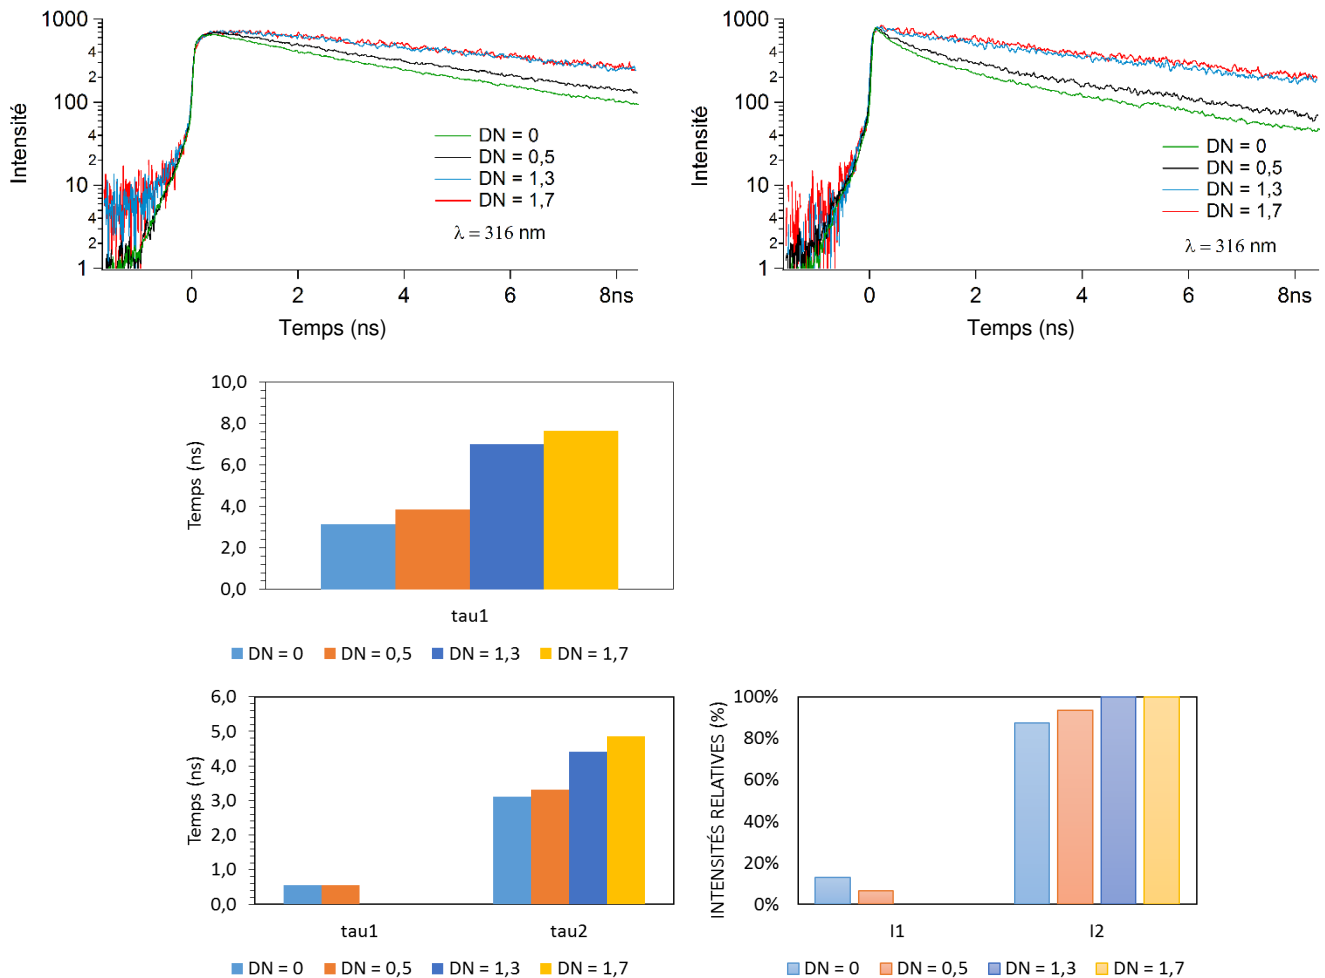 1000
4
2
100
4
2
10
4
2
1
Intensité
DN = 0
DN = 0,5
DN = 1,3
DN = 1,7
λ = 316 nm
0
2
4
6
8ns
Temps (ns)
1000
4
2
100
4
2
10
4
2
1
Intensité
DN = 0
DN = 0,5
DN = 1,3
DN = 1,7
λ = 316 nm
0
2
4
6
8ns
Temps (ns)
10,0
8,0
6,0
4,0
2,0
0,0
Temps (ns)
tau1
DN = 0 DN = 0,5 DN = 1,3 DN = 1,7
6,0
5,0
4,0
3,0
2,0
1,0
0,0
Temps (ns)
tau1 tau2
DN = 0 DN = 0,5 DN = 1,3 DN = 1,7
100%
80%
60%
40%
20%
0%
INTENSITÉS RELATIVES (%)
I1 I2
DN = 0 DN = 0,5 DN = 1,3 DN = 1,7